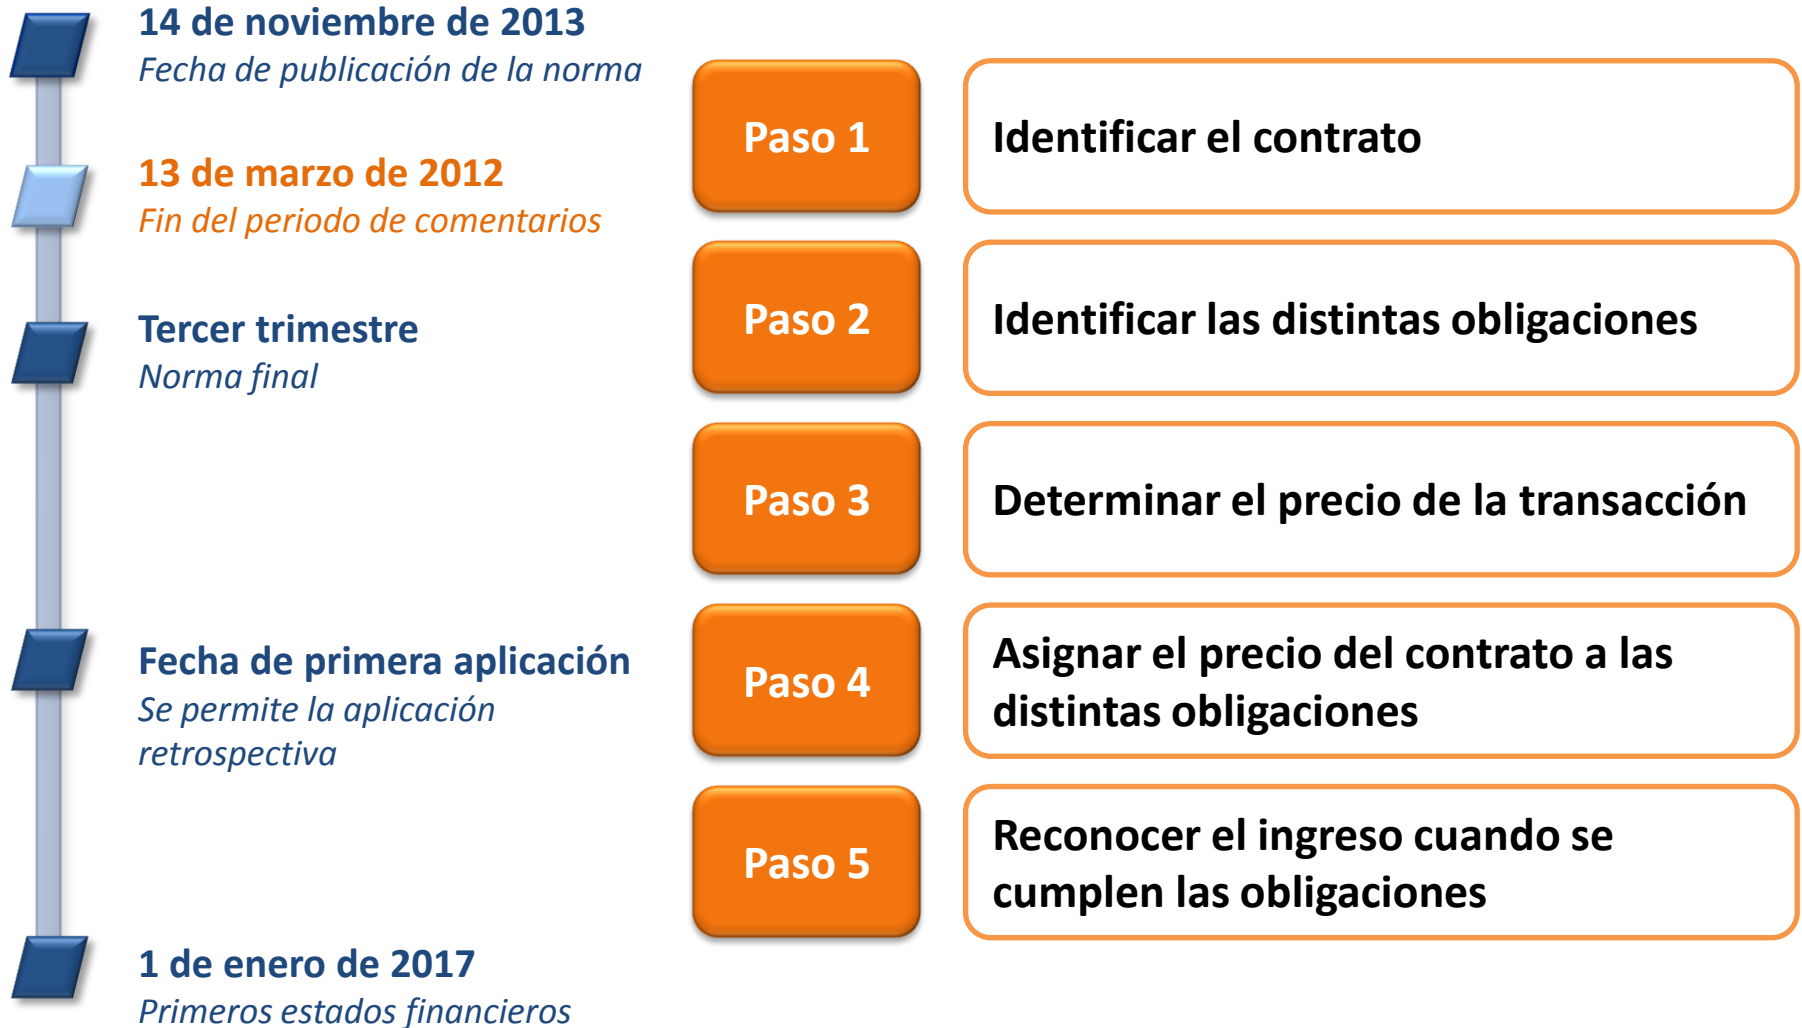 14 de noviembre de 2013
Fecha de publicación de la norma
13 de marzo de 2012
Fin del periodo de comentarios
Tercer trimestre
Norma final
Fecha de primera aplicación
Se permite la aplicación
retrospectiva
1 de enero de 2017
Primeros estados financieros
Paso 1
Identificar el contrato
Paso 2
Identificar las distintas obligaciones
Paso 3
Determinar el precio de la transacción
Paso 4
Asignar el precio del contrato a las
distintas obligaciones
Paso 5
Reconocer el ingreso cuando se
cumplen las obligaciones